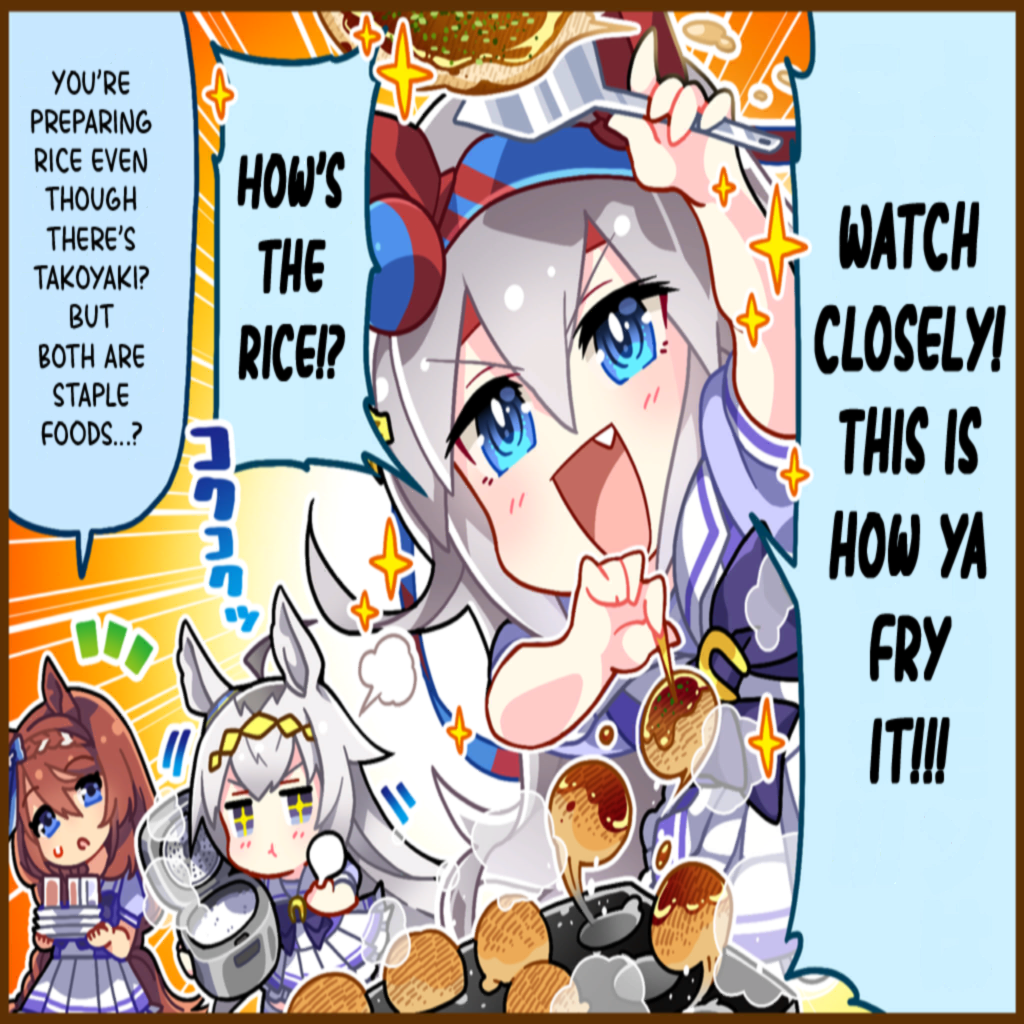 WATCH
CLOSELY!
THIS IS
HOW YA
FRY
IT!!!
HOW'S
THE
RICE!?
YOU'RE
PREPARING
RICE EVEN
THOUGH
THERE'S
TAKOYAKI?
BUT
BOTH ARE
STAPLE
FOODS...?
コクコクッ